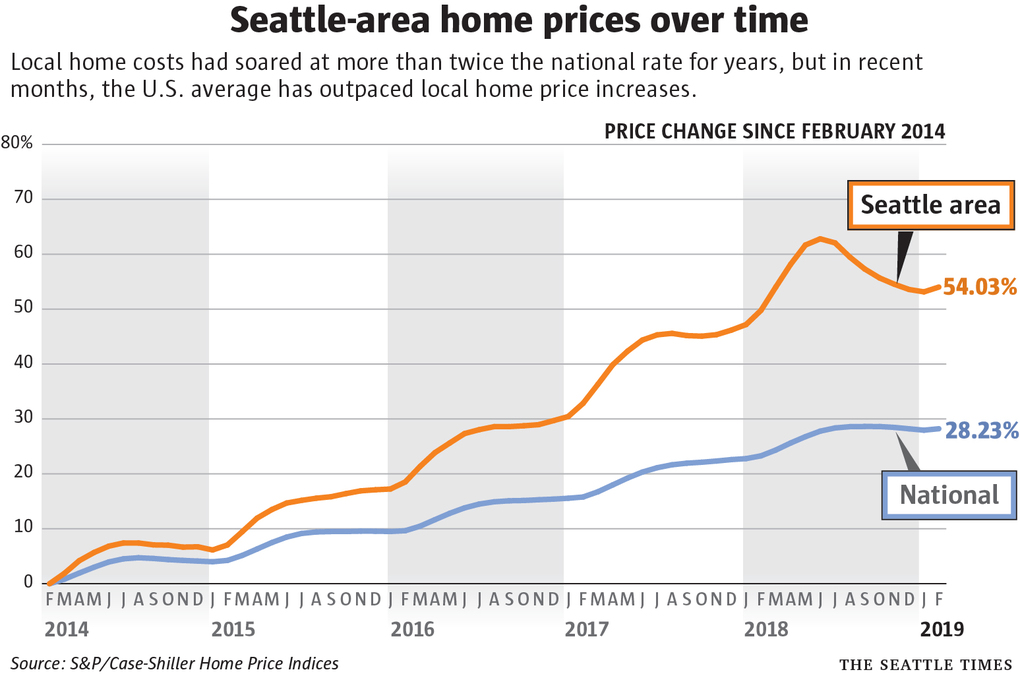 Seattle-area home prices over time
Local home costs had soared at more than twice the national rate for years, but in recent
months, the U.S. average has outpaced local home price increases.
PRICE CHANGE SINCE FEBRUARY 2014
80%
70
Seattle area
60
54.03%
50
40
30
28.23%
20
National
10
0
F M A M J J A S O N D J F M A M J J A S O N D J F M A M J J A S O N D J F M A M J J A S O N D J F M A M J J A S O N D J F
2014 2015 2016 2017 2018 2019
Source: S&P/Case-Shiller Home Price Indices
THE SEATTLE TIMES